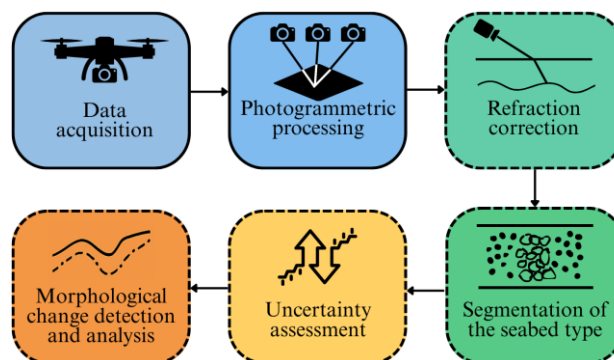 Data
acquisition
Photogrammetric
processing
Refraction
correction
Segmentation of
the seabed type
Uncertainty
assessment
Morphological
change detection
and analysis